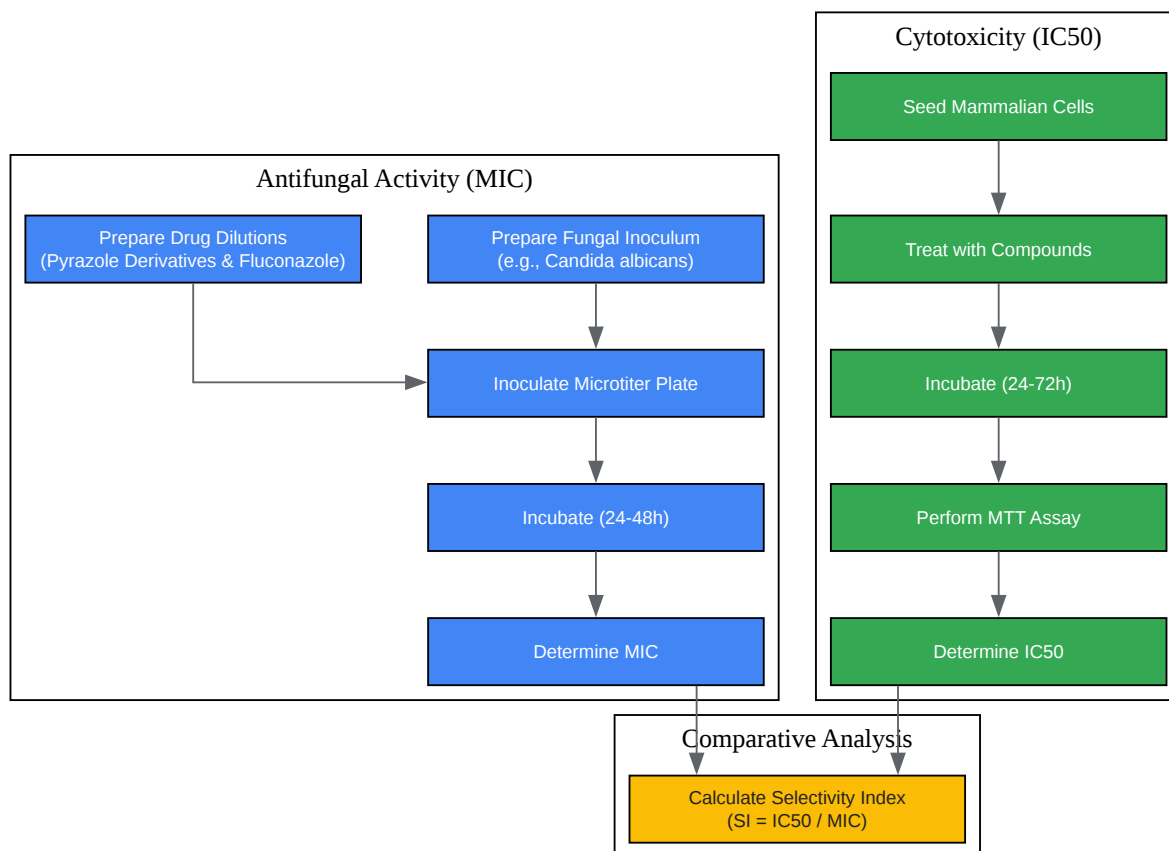 Antifungal Activity (MIC)
Prepare Drug Dilutions
(Pyrazole Derivatives & Fluconazole)
Prepare Fungal Inoculum
(e.g., Candida albicans)
Inoculate Microtiter Plate
Incubate (24-48h)
Determine MIC
Cytotoxicity (IC50)
Seed Mammalian Cells
Treat with Compounds
Incubate (24-72h)
Perform MTT Assay
Determine IC50
Comparative Analysis
Calculate Selectivity Index
(SI = IC50 / MIC)